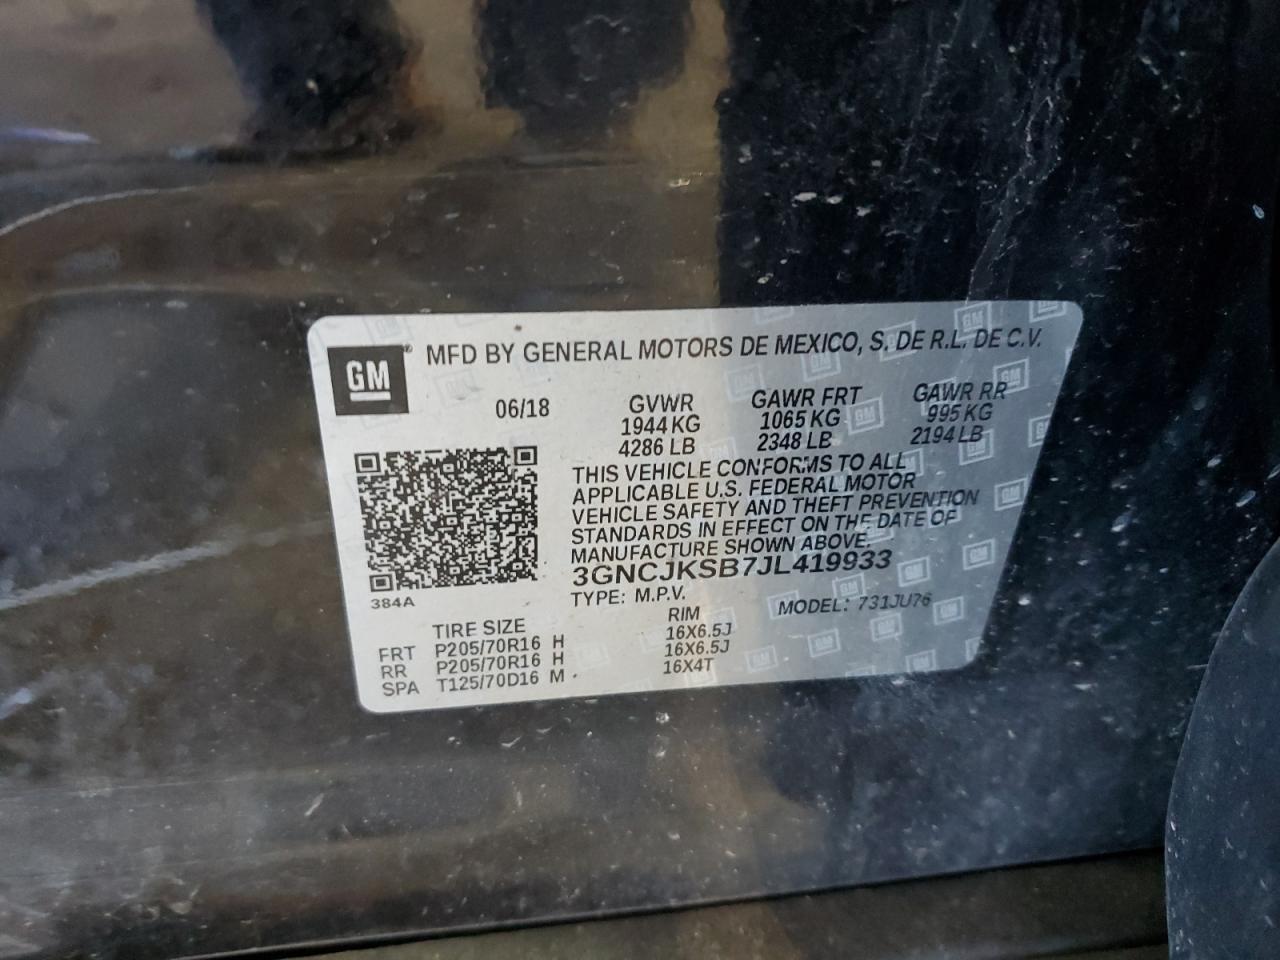 GM
MFD BY GENERAL MOTORS DE MEXICO, S. DE R.L. DE C.V.
06/18
GVWR GAWR FRT GAWR RR
1944 KG 1065 KG 995 KG
4286 LB 2348 LB 2194 LB
THIS VEHICLE CONFORMS TO ALL
APPLICABLE U.S. FEDERAL MOTOR
VEHICLE SAFETY AND THEFT PREVENTION
STANDARDS IN EFFECT ON THE DATE OF
MANUFACTURE SHOWN ABOVE.
3GNCJKSB7JL419933
384A
TYPE: M.P.V. MODEL: 731JU76
TIRE SIZE RIM
FRT P205/70R16 H 16X6.5J
RR P205/70R16 H 16X6.5J
SPA T125/70D16 M 16X4T